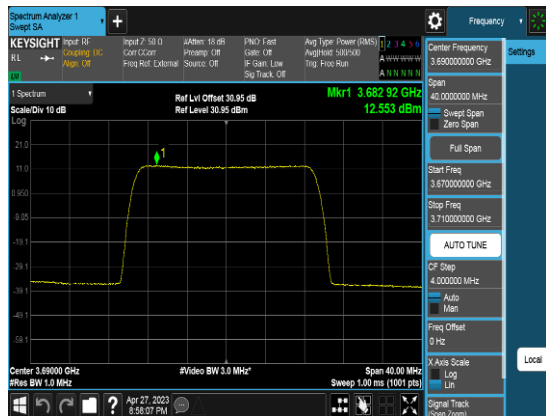 Spectrum Analyzer 1
Swept SA
Frequency
KEYSIGHT
Input: RF
Input Z: 50 Ω
#Atten: 18 dB
PNO: Fast
Avg Type: Power (RMS)
1 2 3 4 5 6
RL
Coupling: DC
Corr CCorr
Preamp: Off
Gate: Off
Avg|Hold: 500/500
A W W W W W
Align: Off
Freq Ref: External
Source: Off
IF Gain: Low
Trig: Free Run
Sig Track: Off
A N N N N N
1 Spectrum
Ref Lvl Offset 30.95 dB
Mkr1 3.682 92 GHz
Scale/Div 10 dB
Ref Level 30.95 dBm
12.553 dBm
Log
21.0
11.0
0.950
-9.05
-19.1
-29.1
-39.1
-49.1
-59.1
1
Center 3.69000 GHz
#Video BW 3.0 MHz*
Span 40.00 MHz
#Res BW 1.0 MHz
Sweep 1.00 ms (1001 pts)
Apr 27, 2023
8:58:07 PM
Center Frequency
3.690000000 GHz
Settings
Span
40.0000000 MHz
Swept Span
Zero Span
Full Span
Start Freq
3.670000000 GHz
Stop Freq
3.710000000 GHz
AUTO TUNE
CF Step
4.000000 MHz
Auto
Man
Freq Offset
0 Hz
X Axis Scale
Log
Lin
Local
Signal Track
(Span Zoom)